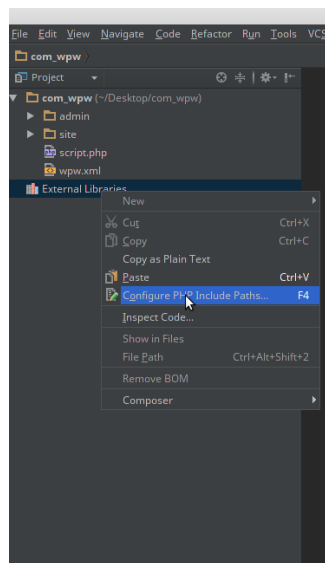 File Edit View Navigate Code Refactor Run Tools VCS
com_wpw
Project
com_wpw (~/Desktop/com_wpw)
admin
site
script.php
wpw.xml
External Libraries
New
Cut Ctrl+X
Copy Ctrl+C
Copy as Plain Text
Paste Ctrl+V
Configure PHP Include Paths... F4
Inspect Code...
Show in Files
File Path Ctrl+Alt+Shift+2
Remove BOM
Composer